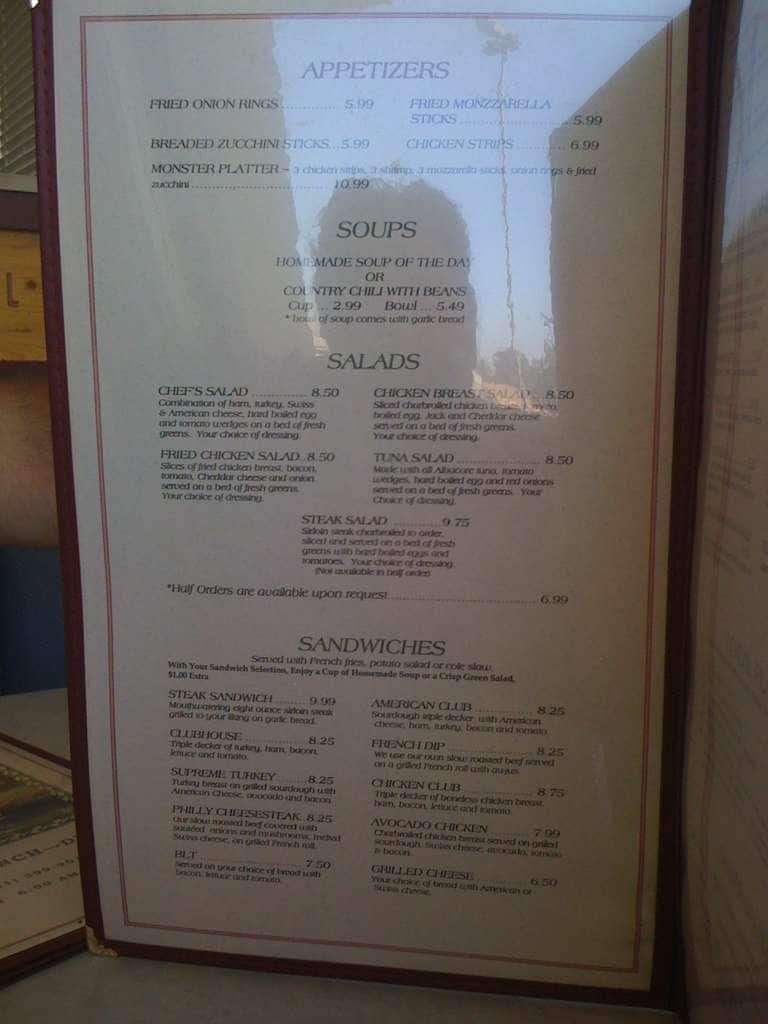 APPETIZERS
FRIED ONION RINGS ............... 5.99
FRIED MONZZARELLA
STICKS ........................... 5.99
BREADED ZUCCHINI STICKS...5.99
CHICKEN STRIPS ............ 6.99
MONSTER PLATTER – 3 chicken strips, 3 shrimp, 3 mozzarella sticks, onion rings & fried
zucchini ................................ 10.99
SOUPS
HOMEMADE SOUP OF THE DAY
OR
COUNTRY CHILI WITH BEANS
Cup ... 2.99 Bowl ... 5.49
* bowl of soup comes with garlic bread
SALADS
CHEF'S SALAD .............. 8.50
Combination of ham, turkey, Swiss
& American cheese, hard boiled egg
and tomato wedges on a bed of fresh
greens. Your choice of dressing.
CHICKEN BREAST SALAD... 8.50
Sliced charbroiled chicken breast, tomato,
boiled egg, Jack and Cheddar cheese
served on a bed of fresh greens.
Your choice of dressing.
FRIED CHICKEN SALAD..8.50
Slices of fried chicken breast, bacon,
tomato, Cheddar cheese and onion
served on a bed of fresh greens.
Your choice of dressing.
TUNA SALAD ..................... 8.50
Made with all Albacore tuna, tomato
wedges, hard boiled egg and red onions
served on a bed of fresh greens. Your
Choice of dressing.
STEAK SALAD ............9.75
Sirloin steak charbroiled to order,
sliced and served on a bed of fresh
greens with hard boiled eggs and
tomatoes. Your choice of dressing.
(Not available in half order)
*Half Orders are available upon request ..................................... 6.99
SANDWICHES
Served with French fries, potato salad or cole slaw.
With Your Sandwich Selection, Enjoy a Cup of Homemade Soup or a Crisp Green Salad,
$1.00 Extra
STEAK SANDWICH ........ 9.99
Mouthwatering eight ounce sirloin steak
grilled to your liking on garlic bread.
AMERICAN CLUB ................ 8.25
Sourdough triple decker with American
cheese, ham, turkey, bacon and tomato.
CLUBHOUSE ..................... 8.25
Triple decker of turkey, ham, bacon,
lettuce and tomato.
FRENCH DIP ...................... 8.25
We use our own slow roasted beef served
on a grilled French roll with au-jus.
SUPREME TURKEY ........8.25
Turkey breast on grilled sourdough with
American Cheese, avocado and bacon.
CHICKEN CLUB .................. 8.75
Triple decker of boneless chicken breast,
ham, bacon, lettuce and tomato.
PHILLY CHEESESTEAK 8.25
Our slow roasted beef covered with
sautéed onions and mushrooms, melted
Swiss cheese, on grilled French roll.
AVOCADO CHICKEN .......... 7.99
Charbroiled chicken breast served on grilled
sourdough, Swiss cheese, avocado, tomato
& bacon.
BLT ................................ 7.50
Served on your choice of bread with
bacon, lettuce and tomato.
GRILLED CHEESE ............... 6.50
Your choice of bread with American or
Swiss cheese.
L